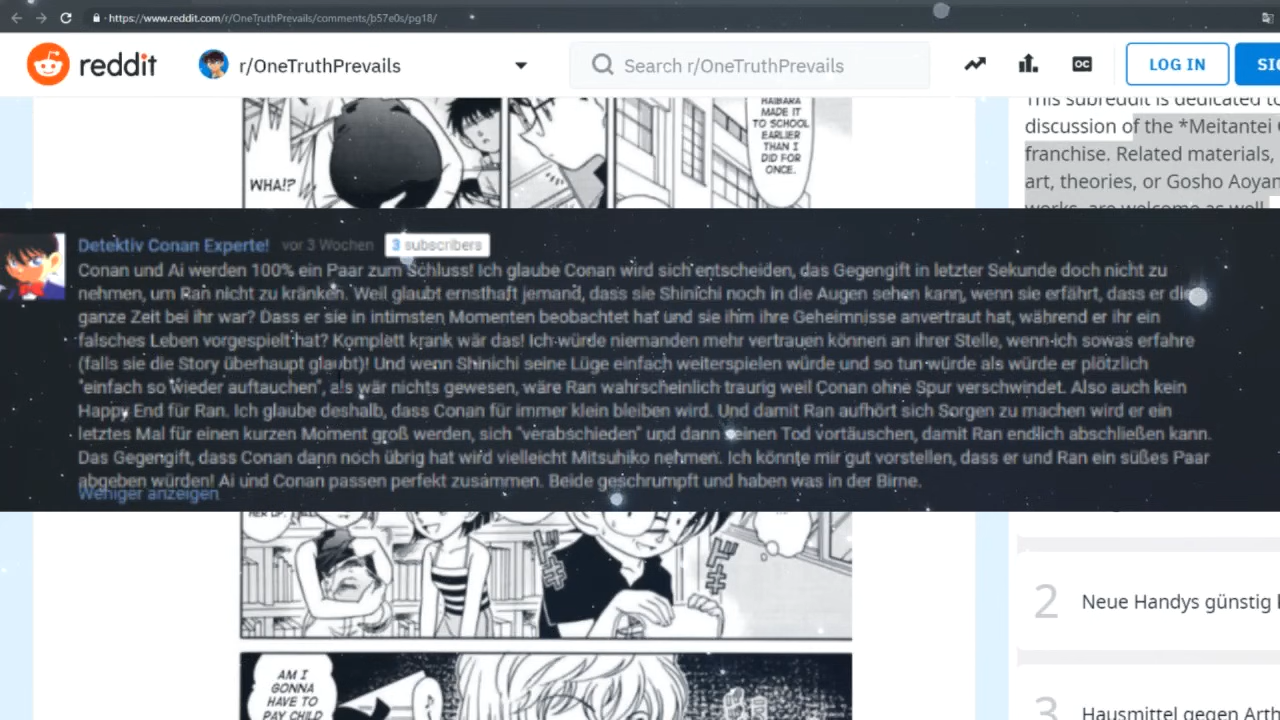 https://www.reddit.com/r/OneTruthPrevails/comments/b57e0s/pg18/
reddit
r/OneTruthPrevails
Search r/OneTruthPrevails
OC
LOG IN
SIG
HAIBARA
MADE IT
TO SCHOOL
EARLIER
THAN I
DID FOR
ONCE.
WHA!?
This subreddit is dedicated to
discussion of the *Meitantei
franchise. Related materials,
art, theories, or Gosho Aoyam
works, are welcome as well.
Detektiv Conan Experte! vor 3 Wochen 3 subscribers
Conan und Ai werden 100% ein Paar zum Schluss! Ich glaube Conan wird sich entscheiden, das Gegengift in letzter Sekunde doch nicht zu
nehmen, um Ran nicht zu kränken. Weil glaubt ernsthaft jemand, dass sie Shinichi noch in die Augen sehen kann, wenn sie erfährt, dass er die
ganze Zeit bei ihr war? Dass er sie in intimsten Momenten beobachtet hat und sie ihm ihre Geheimnisse anvertraut hat, während er ihr ein
falsches Leben vorgespielt hat? Komplett krank wär das! Ich würde niemanden mehr vertrauen können an ihrer Stelle, wenn ich sowas erfahre
(falls sie die Story überhaupt glaubt)! Und wenn Shinichi seine Lüge einfach weiterspielen würde und so tun würde als würde er plötzlich
"einfach so wieder auftauchen", als wär nichts gewesen, wäre Ran wahrscheinlich traurig weil Conan ohne Spur verschwindet. Also auch kein
Happy End für Ran. Ich glaube deshalb, dass Conan für immer klein bleiben wird. Und damit Ran aufhört sich Sorgen zu machen wird er ein
letztes Mal für einen kurzen Moment groß werden, sich "verabschieden" und dann seinen Tod vortäuschen, damit Ran endlich abschließen kann.
Das Gegengift, dass Conan dann noch übrig hat wird vielleicht Mitsuhiko nehmen. Ich könnte mir gut vorstellen, dass er und Ran ein süßes Paar
abgeben würden! Ai und Conan passen perfekt zusammen. Beide geschrumpft und haben was in der Birne.
Weniger anzeigen
HER UP.
ドキドキ
AM I
GONNA
HAVE TO
PAY CHILD
2 Neue Handys günstig
3 Hausmittel gegen Arth